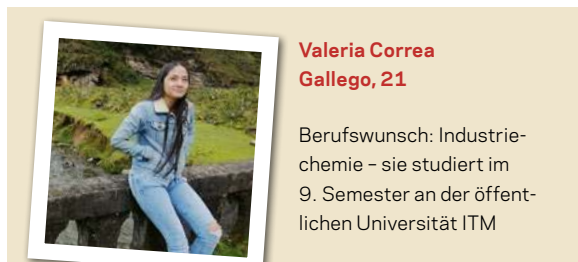 Valeria Correa
Gallego, 21
Berufswunsch: Industrie-
chemie – sie studiert im
9. Semester an der öffent-
lichen Universität ITM